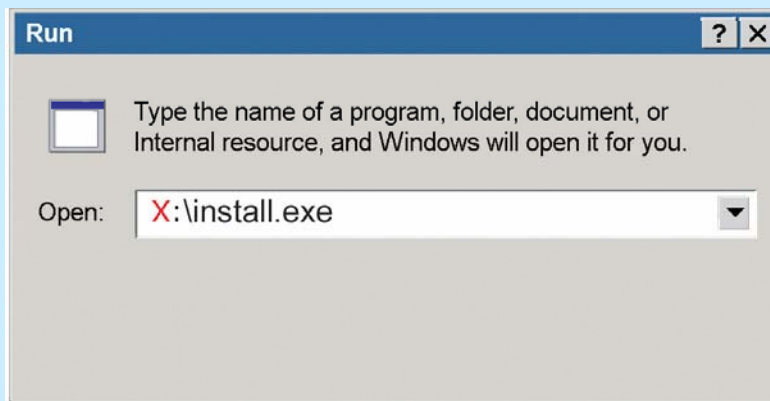 Run
? X
Type the name of a program, folder, document, or
Internal resource, and Windows will open it for you.
Open: X:\install.exe